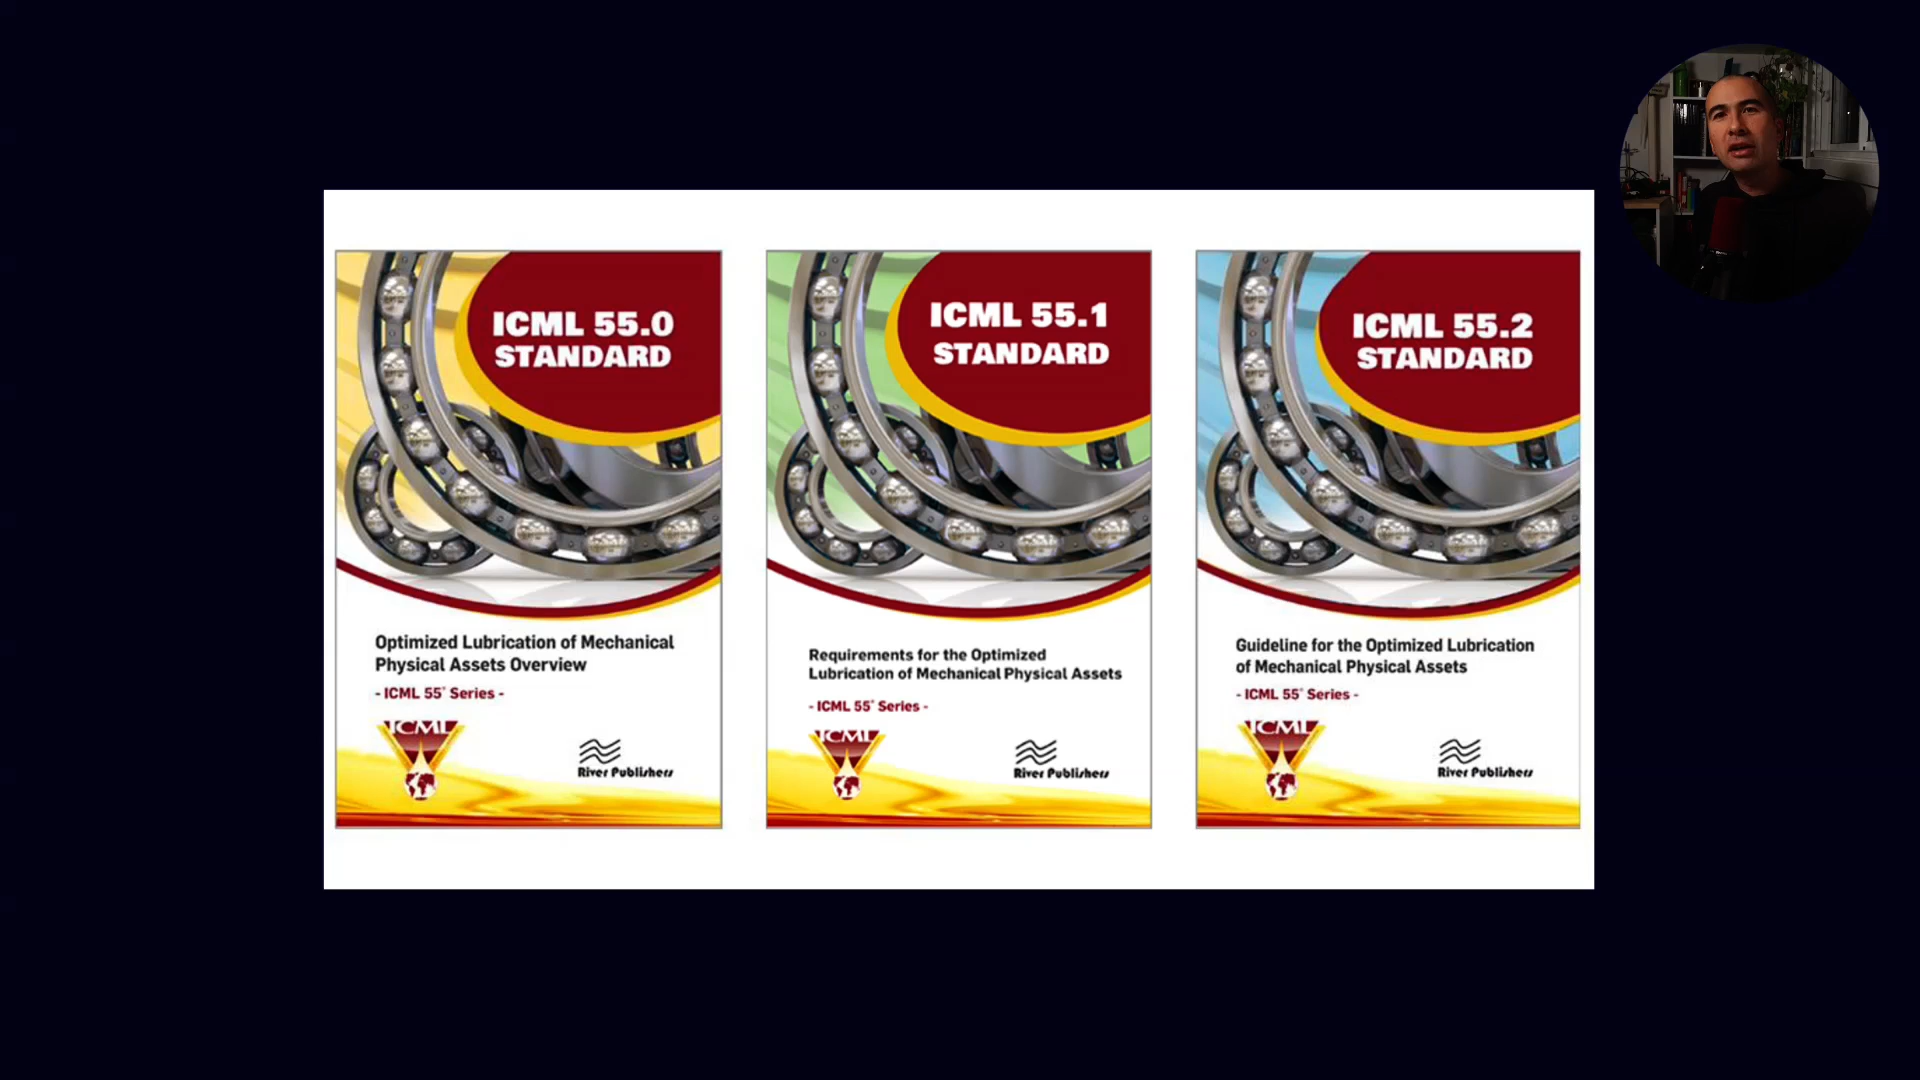 ICML 55.0
STANDARD
Optimized Lubrication of Mechanical
Physical Assets Overview
- ICML 55® Series -
ICML
River Publishers
ICML 55.1
STANDARD
Requirements for the Optimized
Lubrication of Mechanical Physical Assets
- ICML 55® Series -
ICML
River Publishers
ICML 55.2
STANDARD
Guideline for the Optimized Lubrication
of Mechanical Physical Assets
- ICML 55® Series -
ICML
River Publishers